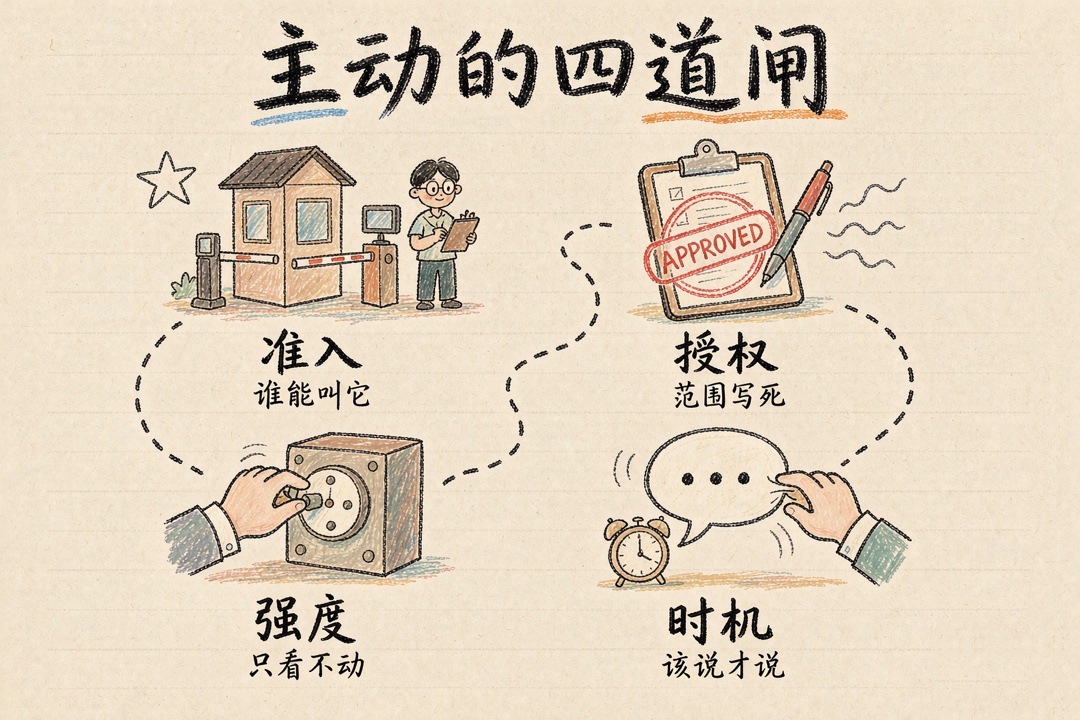 主动的四道闸
准入
谁能叫它
APPROVED
授权
范围写死
强度
只看不动
时机
该说才说